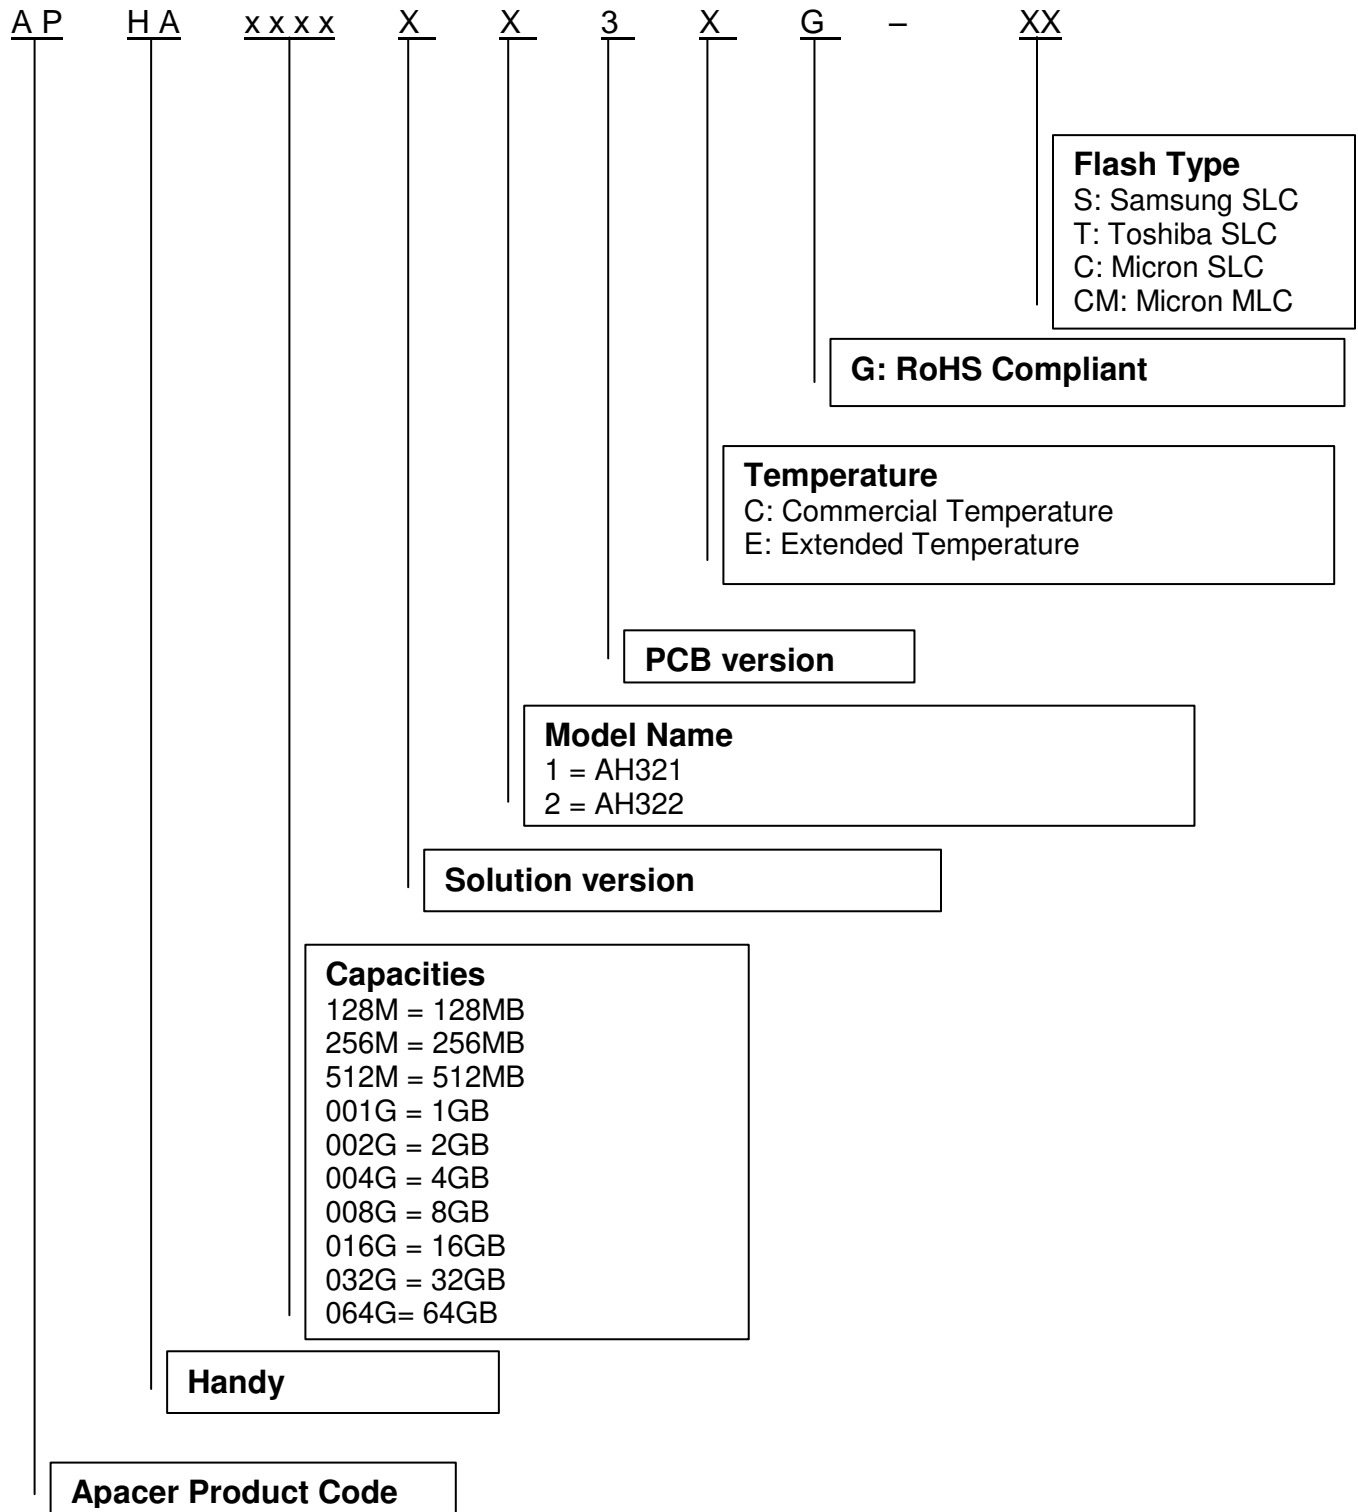 A P H A x x x x X X 3 X G – XX
Flash Type
S: Samsung SLC
T: Toshiba SLC
C: Micron SLC
CM: Micron MLC
G: RoHS Compliant
Temperature
C: Commercial Temperature
E: Extended Temperature
PCB version
Model Name
1 = AH321
2 = AH322
Solution version
Capacities
128M = 128MB
256M = 256MB
512M = 512MB
001G = 1GB
002G = 2GB
004G = 4GB
008G = 8GB
016G = 16GB
032G = 32GB
064G= 64GB
Handy
Apacer Product Code